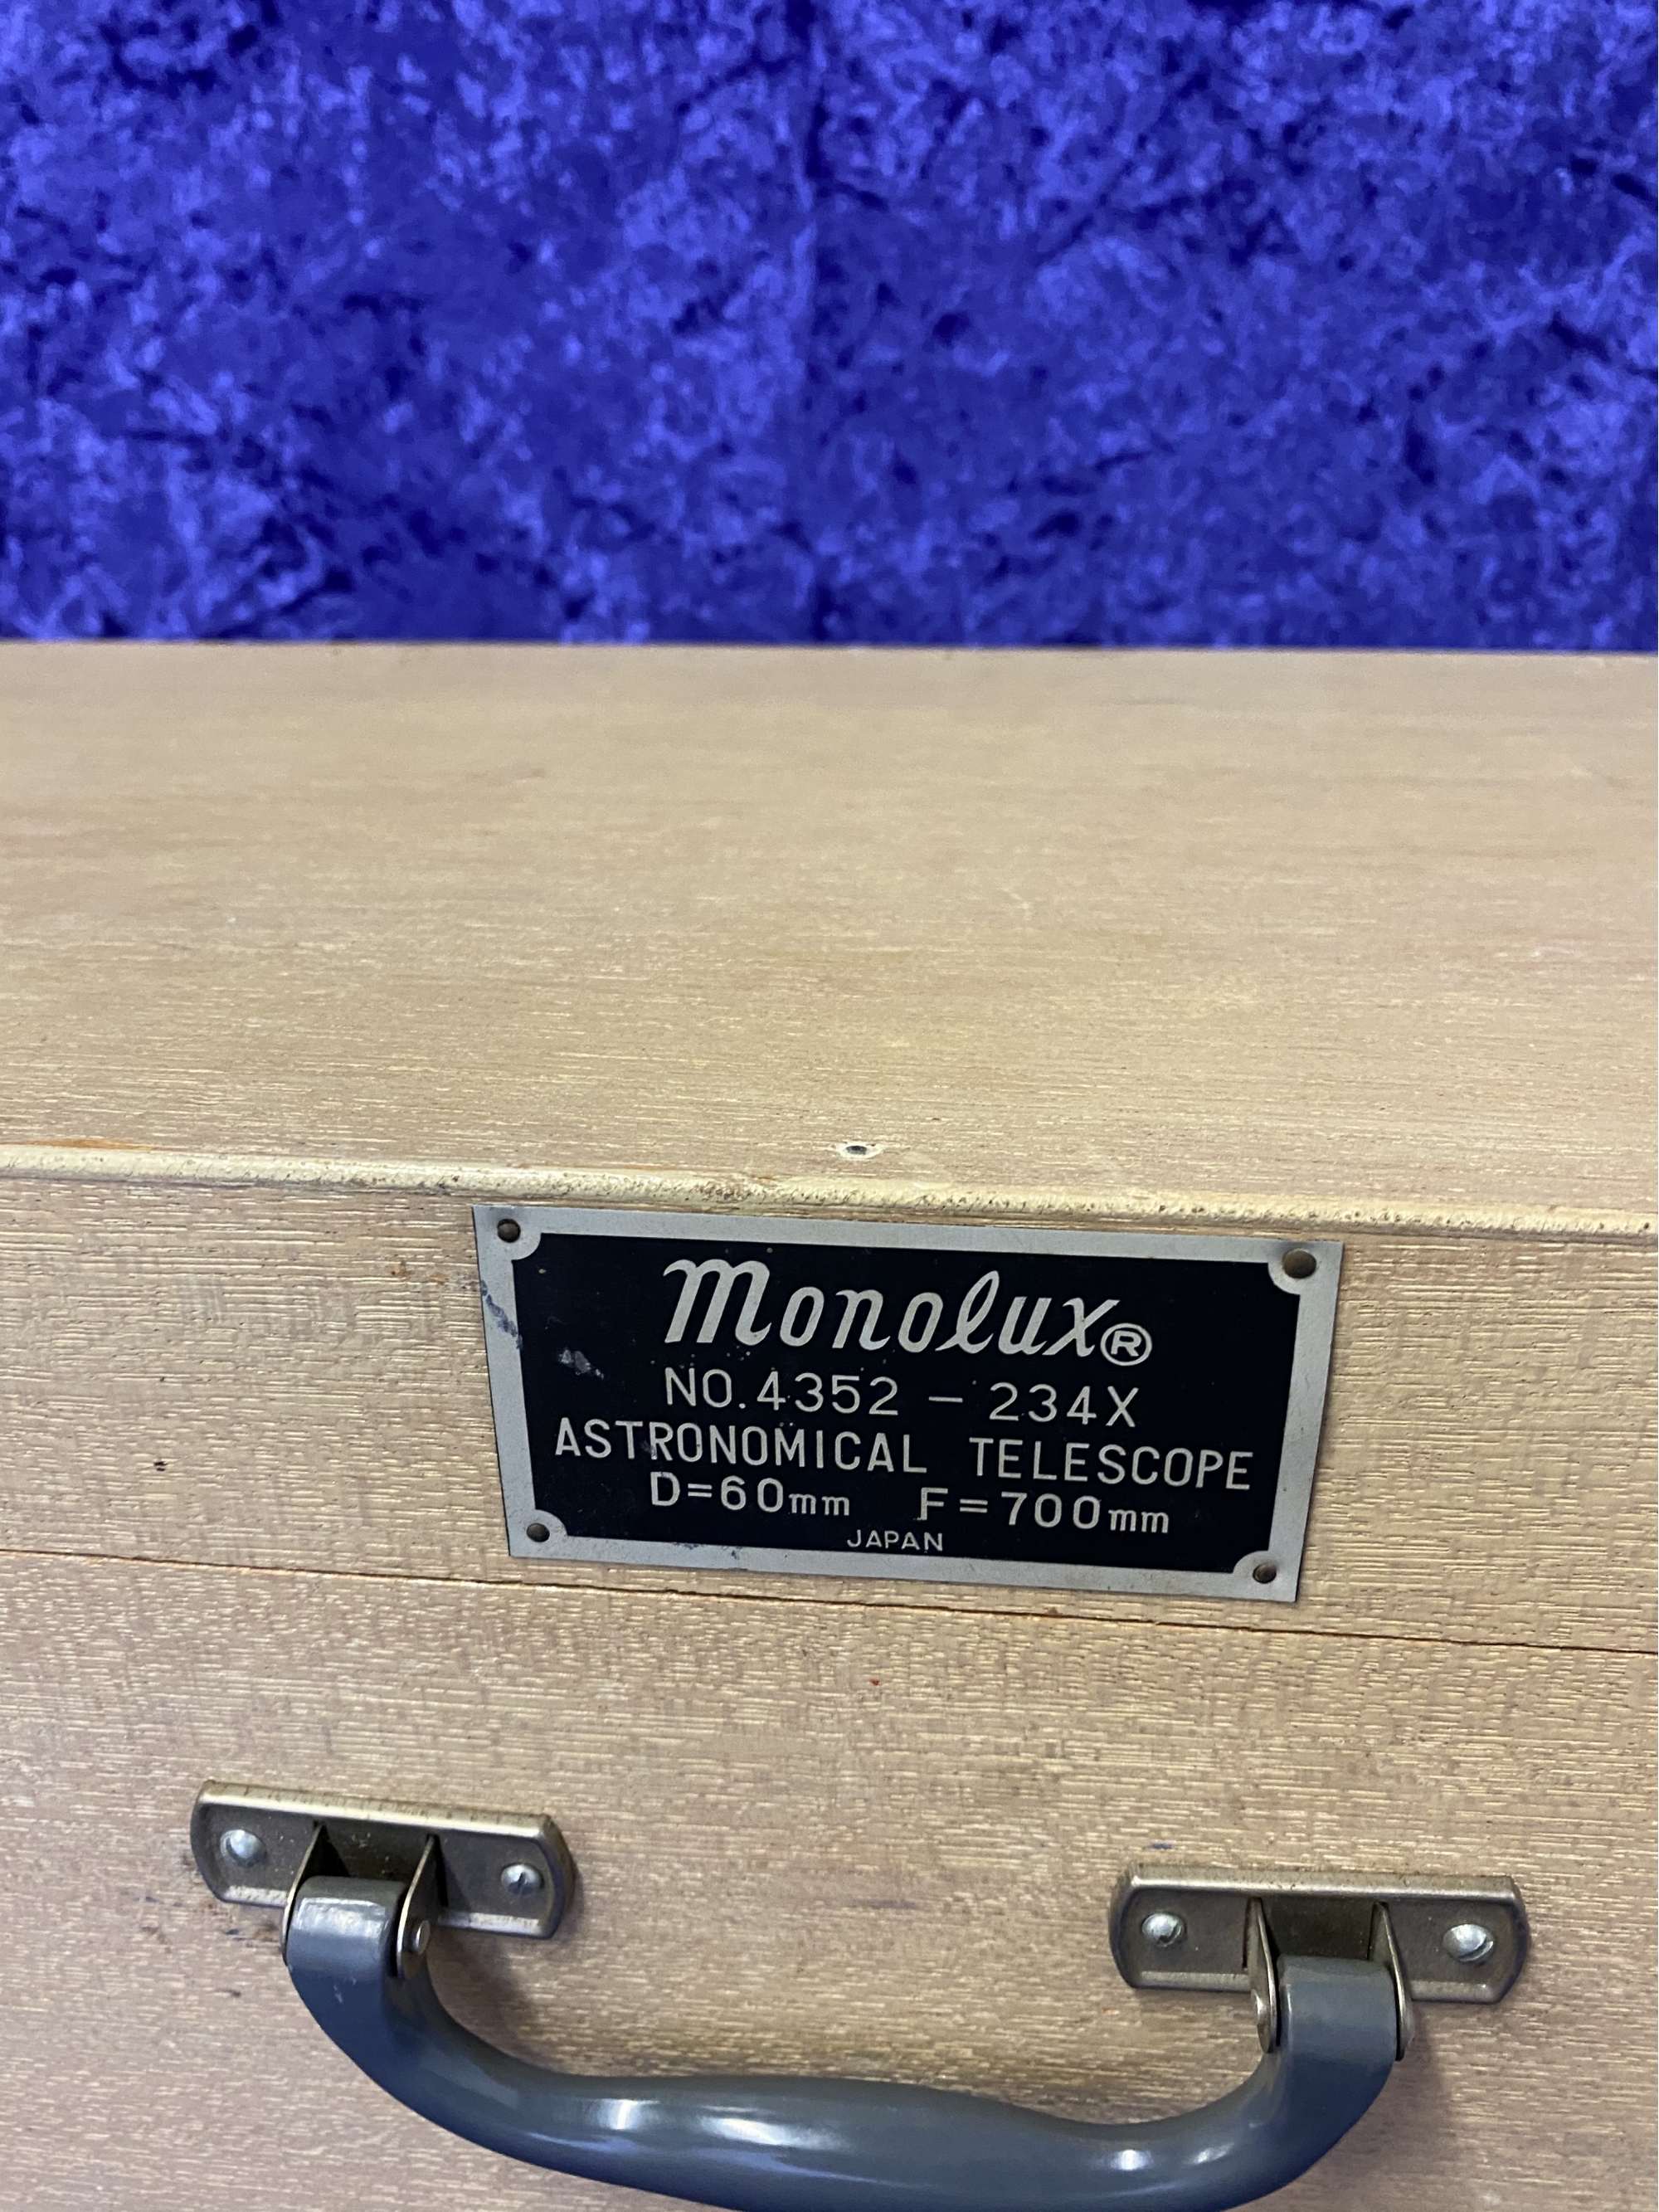 Monolux®
NO.4352 - 234X
ASTRONOMICAL TELESCOPE
D=60mm F=700mm
JAPAN